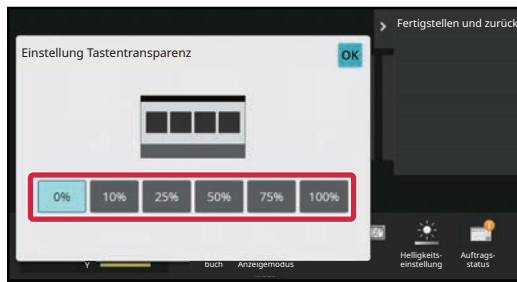 Fertigstellen und zurück
Einstellung Tastentransparenz
OK
0%
10%
25%
50%
75%
100%
Helligkeits-
einstellung
Auftrags-
status
Y
buch
Anzeigemodus